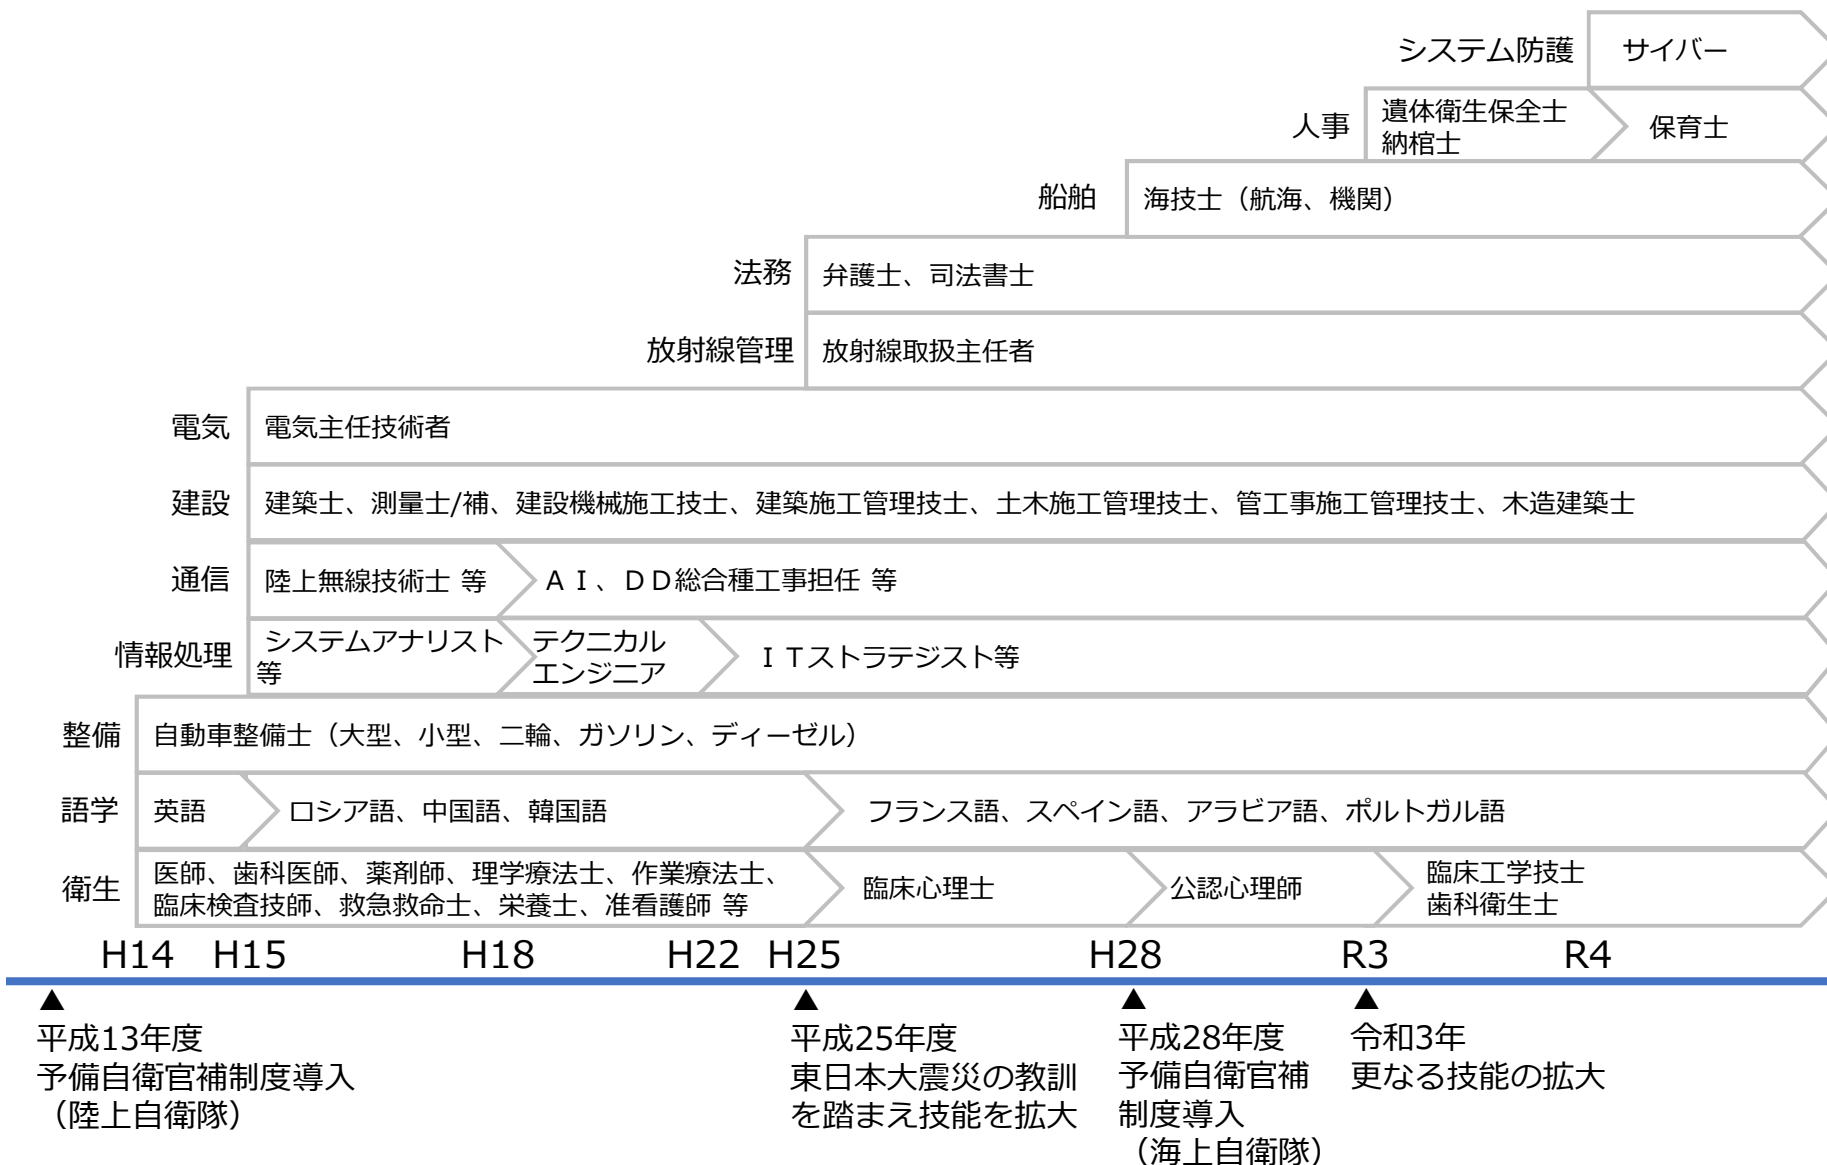 システム防護
サイバー
人事
遺体衛生保全士
納棺士
保育士
船舶
海技士（航海、機関）
法務
弁護士、司法書士
放射線管理
放射線取扱主任者
電気
電気主任技術者
建設
建築士、測量士/補、建設機械施工技士、建築施工管理技士、土木施工管理技士、管工事施工管理技士、木造建築士
通信
陸上無線技術士 等
ＡＩ、ＤＤ総合種工事担任 等
情報処理
システムアナリスト
等
テクニカル
エンジニア
ＩＴストラテジスト等
整備
自動車整備士（大型、小型、二輪、ガソリン、ディーゼル）
語学
英語
ロシア語、中国語、韓国語
フランス語、スペイン語、アラビア語、ポルトガル語
衛生
医師、歯科医師、薬剤師、理学療法士、作業療法士、
臨床検査技師、救急救命士、栄養士、准看護師 等
臨床心理士
公認心理師
臨床工学技士
歯科衛生士
H14 H15 H18 H22 H25 H28 R3 R4
▲
平成13年度
予備自衛官補制度導入
（陸上自衛隊）
▲
平成25年度
東日本大震災の教訓
を踏まえ技能を拡大
▲
平成28年度
予備自衛官補
制度導入
（海上自衛隊）
▲
令和3年
更なる技能の拡大